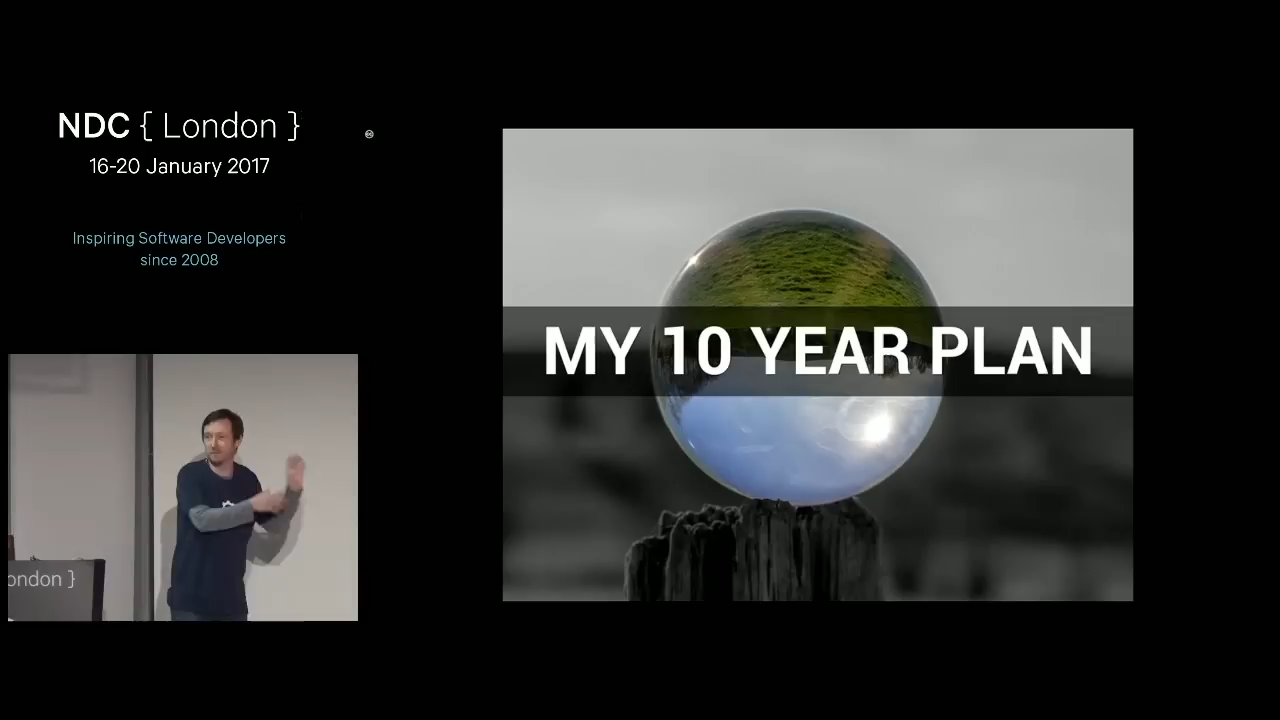 NDC { London }
16-20 January 2017
Inspiring Software Developers
since 2008
MY 10 YEAR PLAN
ondon }